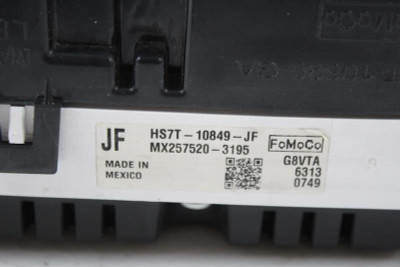 JF
HS7T-10849-JF
MX257520-3195
FoMoCo
MADE IN
MEXICO
G8VTA
6313
0749